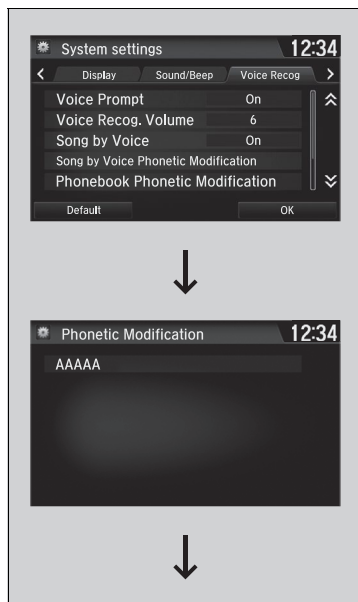 System settings 12:34
Display Sound/Beep Voice Recog
Voice Prompt On
Voice Recog. Volume 6
Song by Voice On
Song by Voice Phonetic Modification
Phonebook Phonetic Modification
Default OK
Phonetic Modification 12:34
AAAAA